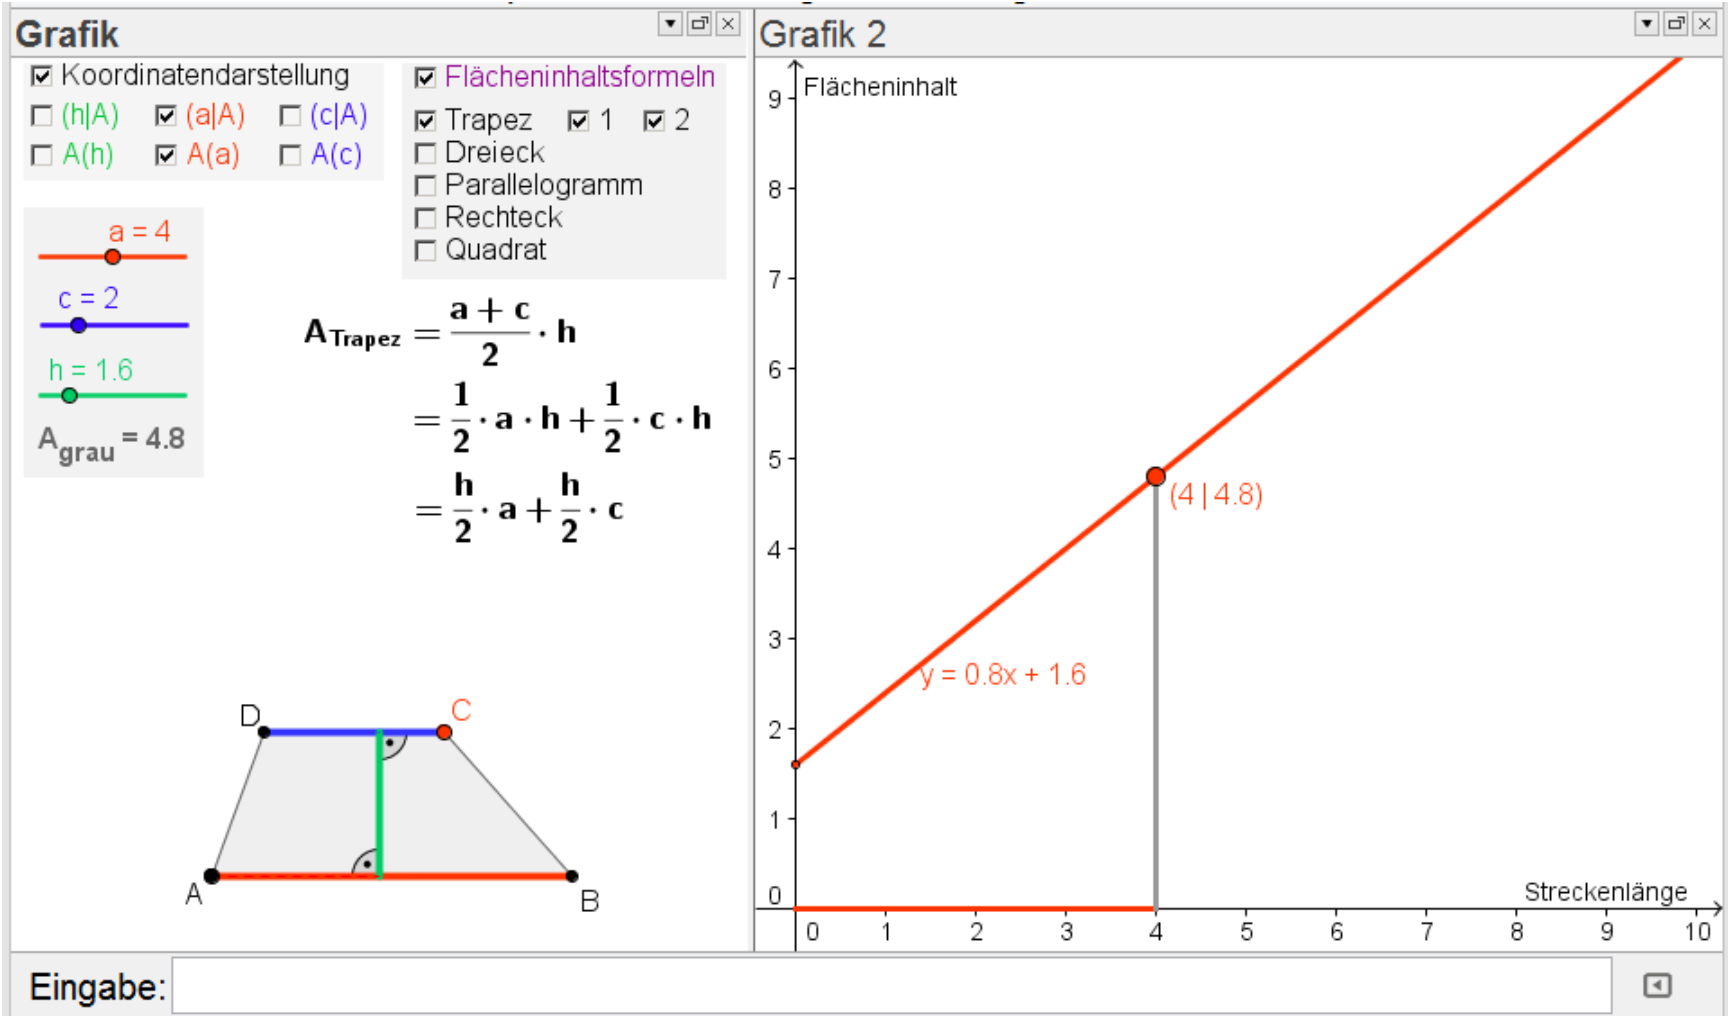 Grafik
Koordinatendarstellung
(h|A) (a|A) (c|A)
A(h) A(a) A(c)
Flächeninhaltsformeln
Trapez 1 2
Dreieck
Parallelogramm
Rechteck
Quadrat
a = 4
c = 2
h = 1.6
A_grau = 4.8
A_Trapez = (a + c)/2 · h
= 1/2 · a · h + 1/2 · c · h
= h/2 · a + h/2 · c
D C
A B
Grafik 2
Flächeninhalt
9
8
7
6
5
4
3
2
1
0
(4 | 4.8)
y = 0.8x + 1.6
Streckenlänge
0 1 2 3 4 5 6 7 8 9 10
Eingabe: